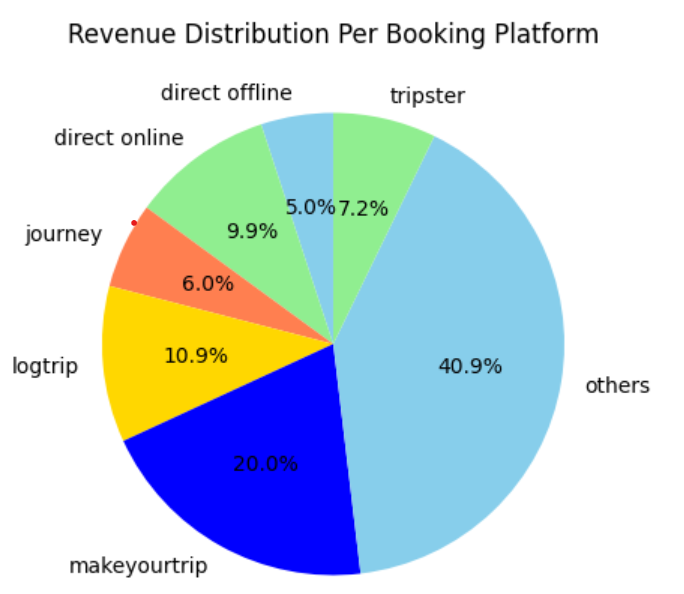 Revenue Distribution Per Booking Platform
direct offline
tripster
direct online
5.0%
7.2%
9.9%
journey
6.0%
10.9%
logtrip
40.9%
others
20.0%
makeyourtrip